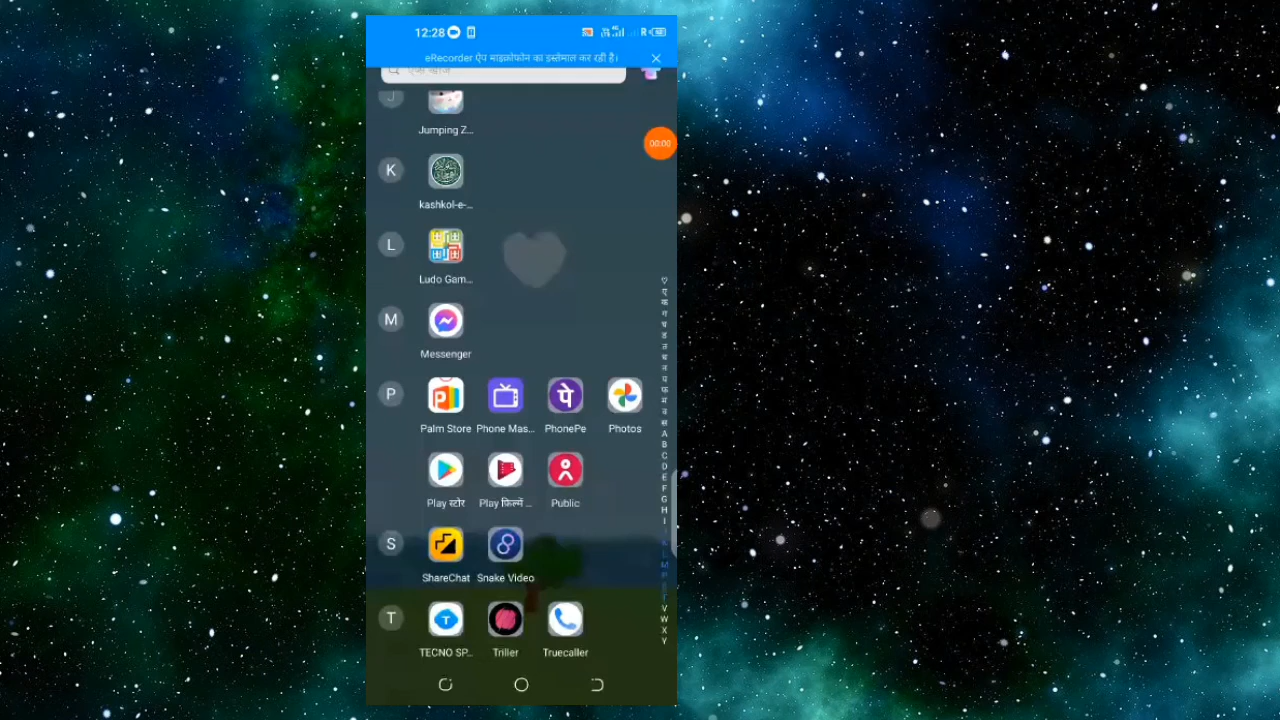 12:28
eRecorder ऐप माइक्रोफ़ोन का इस्तेमाल कर रही है।
ऐप्स खोजें
J
Jumping Z...
K
kashkol-e-...
L
Ludo Gam...
M
Messenger
P
Palm Store Phone Mas... PhonePe Photos
Play स्टोर Play फ़िल्में ... Public
S
ShareChat Snake Video
T
TECNO SP... Triller Truecaller
00:00
A
B
C
D
E
F
G
H
I
V
W
X
Y